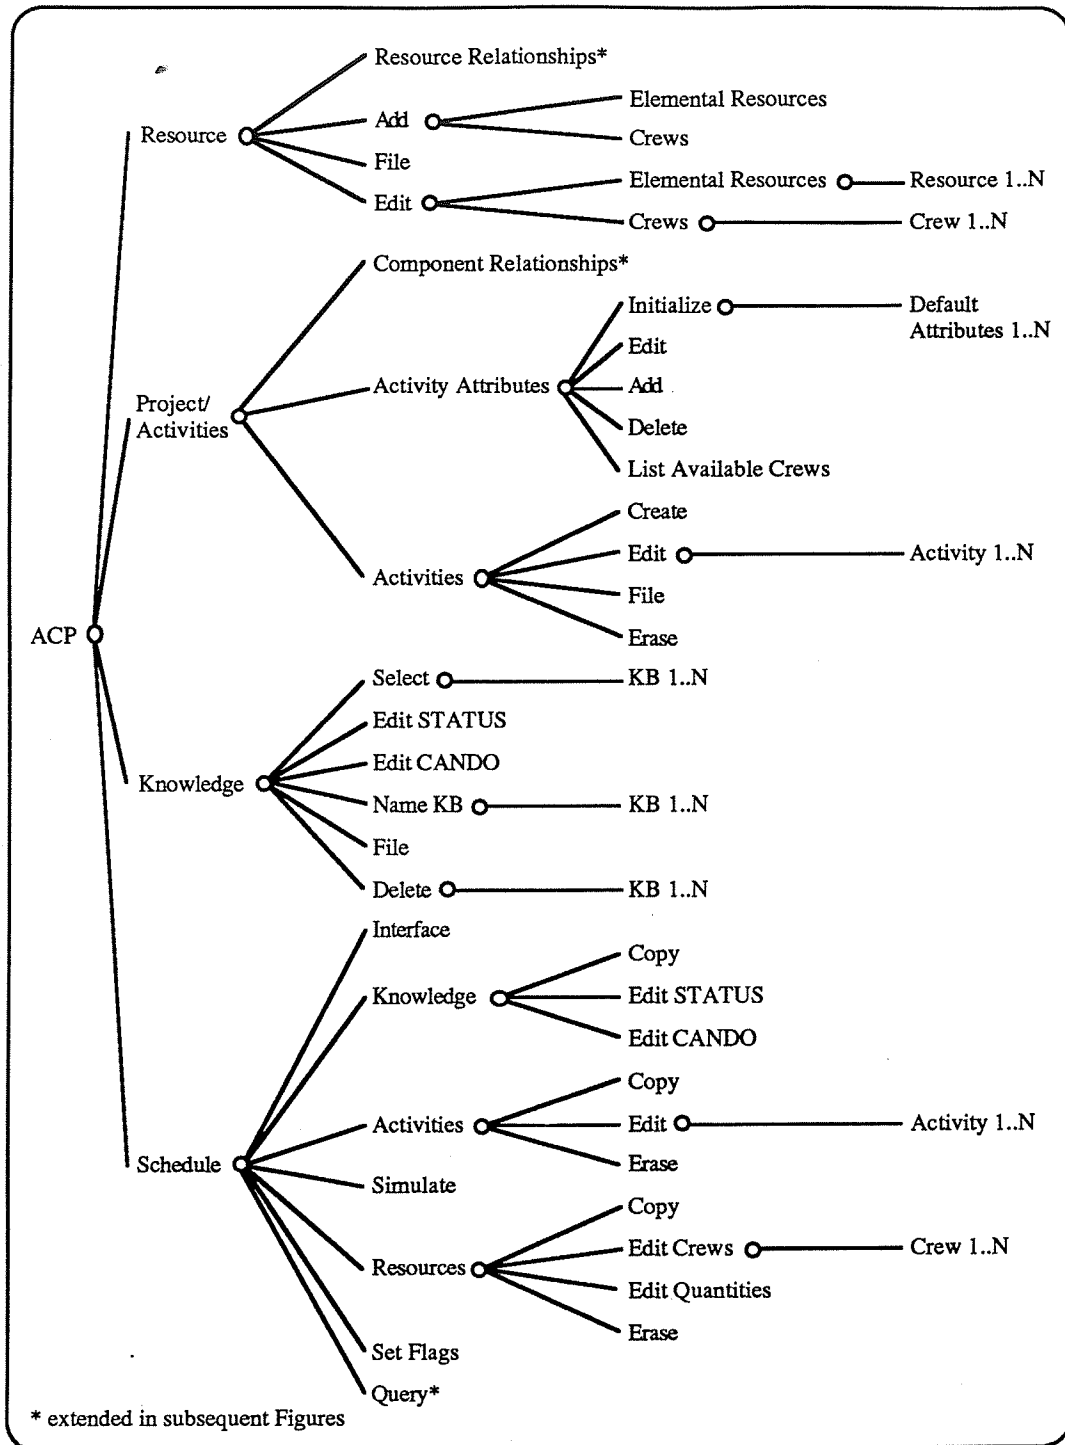 Resource Relationships*
Elemental Resources
Add
Resource
Crews
File
Elemental Resources
Resource 1..N
Edit
Crews
Crew 1..N
Component Relationships*
Initialize
Default
Attributes 1..N
Edit
Activity Attributes
Add
Project/
Activities
Delete
List Available Crews
Create
Edit
Activity 1..N
Activities
File
Erase
ACP
Select
KB 1..N
Edit STATUS
Edit CANDO
Knowledge
Name KB
KB 1..N
File
Delete
KB 1..N
Interface
Copy
Knowledge
Edit STATUS
Edit CANDO
Copy
Activities
Edit
Activity 1..N
Schedule
Erase
Simulate
Copy
Edit Crews
Crew 1..N
Resources
Edit Quantities
Erase
Set Flags
Query*
* extended in subsequent Figures